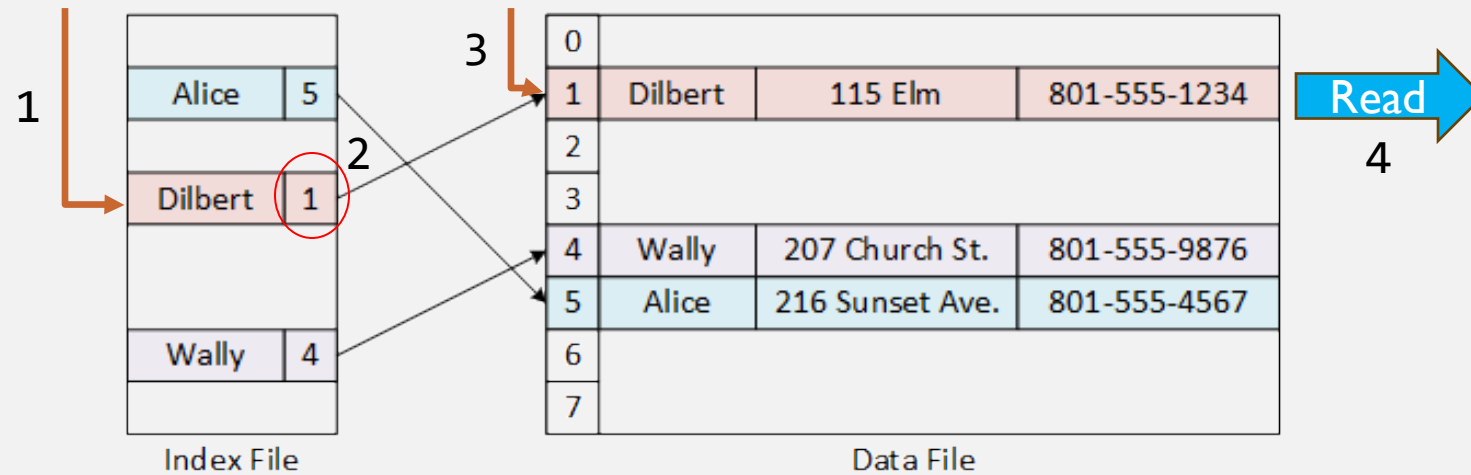 3
0
1
Alice 5
1 Dilbert 115 Elm 801-555-1234
Read
2
2
4
Dilbert 1
3
4 Wally 207 Church St. 801-555-9876
5 Alice 216 Sunset Ave. 801-555-4567
Wally 4
6
7
Index File
Data File